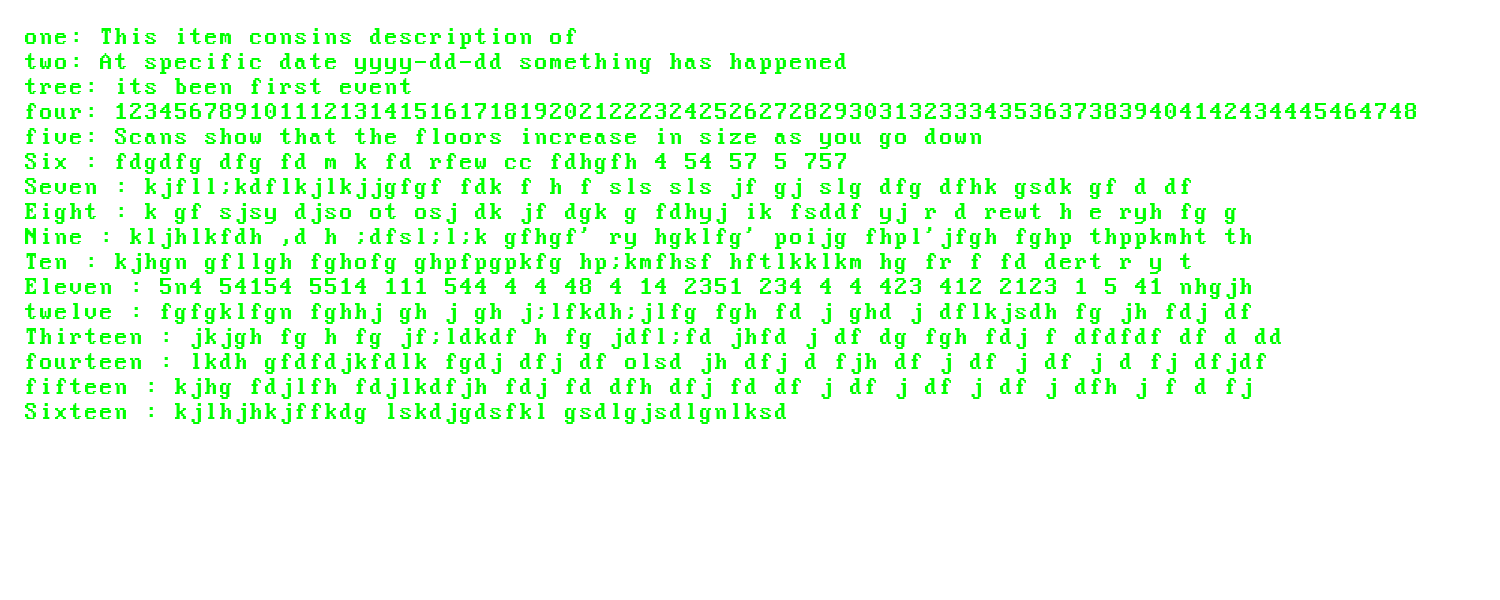 one: This item consins description of
two: At specific date yyyy-dd-dd something has happened
tree: its been first event
four: 123456789101112131415161718192021222324252627282930313233343536373839404142434445464748
five: Scans show that the floors increase in size as you go down
Six : fdgdfg dfg fd m k fd rfew cc fdhgfh 4 54 57 5 757
Seven : kjfll;kdflkjlkjjgfgf fdk f h f sls sls jf gj slg dfg dfhk gsdk gf d df
Eight : k gf sjsy djso ot osj dk jf dgk g fdhyj ik fsddf yj r d rewt h e ryh fg g
Nine : kljhlkfdh ,d h ;dfsl;l;k gfhgf' ry hgklfg' poijg fhpl'jfgh fghp thppkmht th
Ten : kjhgn gfllgh fghofg ghpfpgpkfg hp;kmfhsf hftlkklkm hg fr f fd dert r y t
Eleven : 5n4 54154 5514 111 544 4 4 48 4 14 2351 234 4 4 423 412 2123 1 5 41 nhgjh
twelve : fgfgklfgn fghhj gh j gh j;lfkdh;jlfg fgh fd j ghd j dflkjsdh fg jh fdj df
Thirteen : jkjgh fg h fg jf;ldkdf h fg jdfl;fd jhfd j df dg fgh fdj f dfdfdf df d dd
fourteen : lkdh gfdfdjkfdlk fgdj dfj df olsd jh dfj d fjh df j df j df j d fj dfjdf
fifteen : kjhg fdjlfh fdjlkdfjh fdj fd dfh dfj fd df j df j df j df j dfh j f d fj
Sixteen : kjlhjhkjffkdg lskdjgdsfkl gsdlgjsdlgnlksd